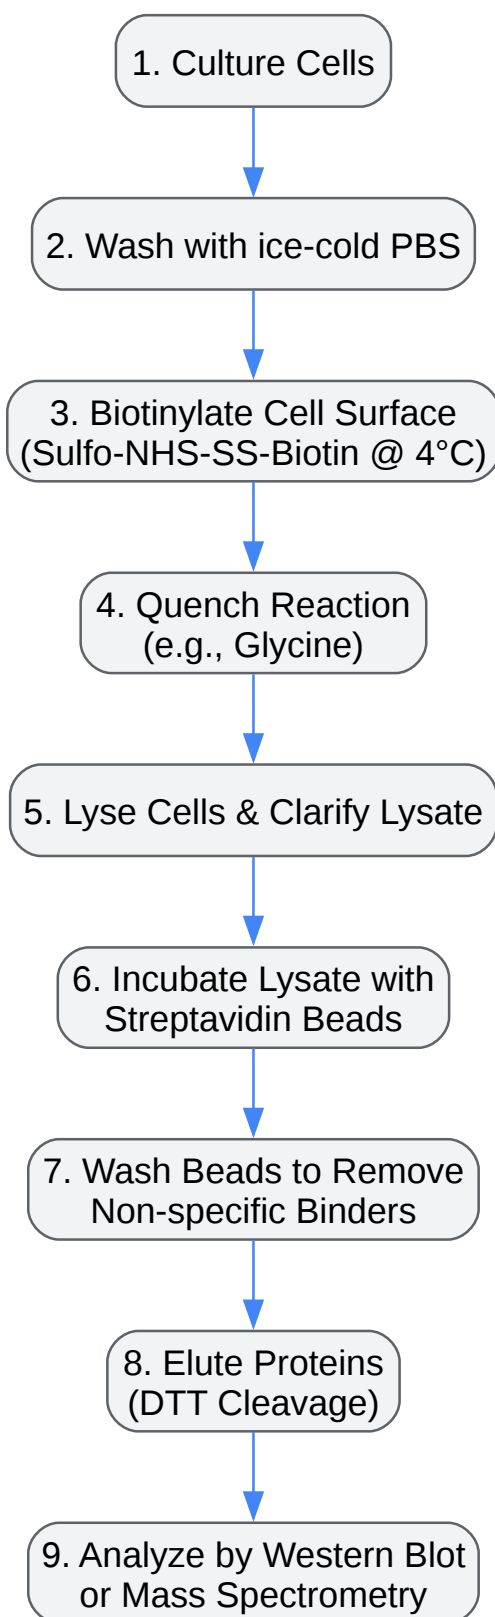 1. Culture Cells
2. Wash with ice-cold PBS
3. Biotinylate Cell Surface
(Sulfo-NHS-SS-Biotin @ 4°C)
4. Quench Reaction
(e.g., Glycine)
5. Lyse Cells & Clarify Lysate
6. Incubate Lysate with
Streptavidin Beads
7. Wash Beads to Remove
Non-specific Binders
8. Elute Proteins
(DTT Cleavage)
9. Analyze by Western Blot
or Mass Spectrometry